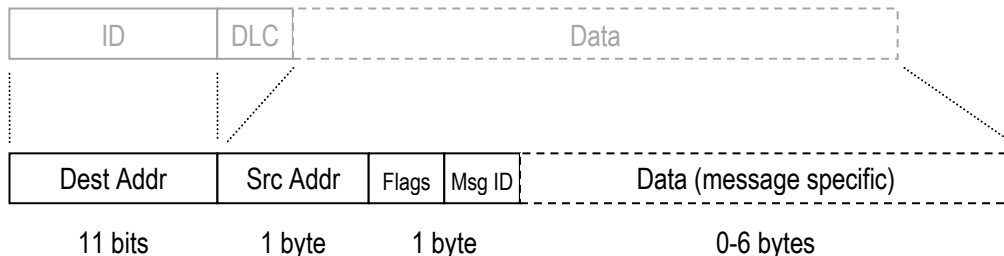 ID DLC Data
Dest Addr Src Addr Flags Msg ID Data (message specific)
11 bits 1 byte 1 byte 0-6 bytes